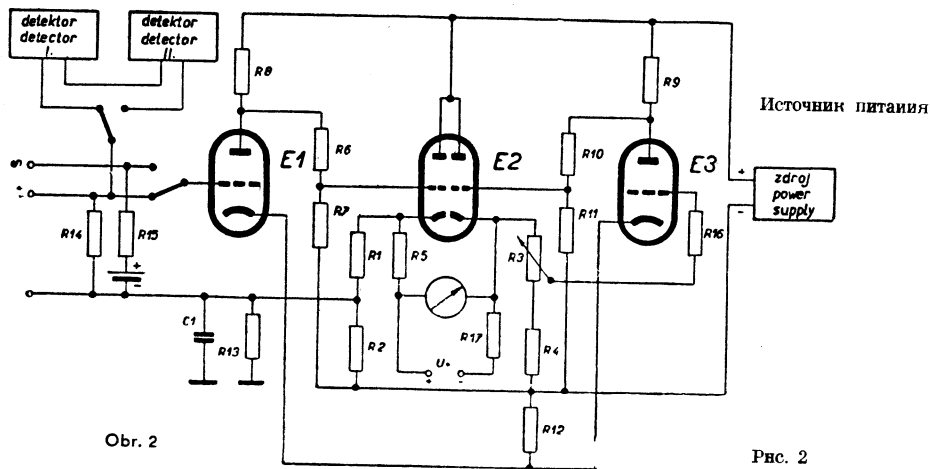 detektor
detector
I.
detektor
detector
II.
R8
R9
Источник питания
R6
E1
E2
R10
E3
+
zdroj
power
supply
-
R7
R11
R16
R14
R15
+
-
R1
R5
R3
C1
R13
R2
R17
R4
U.
+
-
R12
Obr. 2
Рис. 2